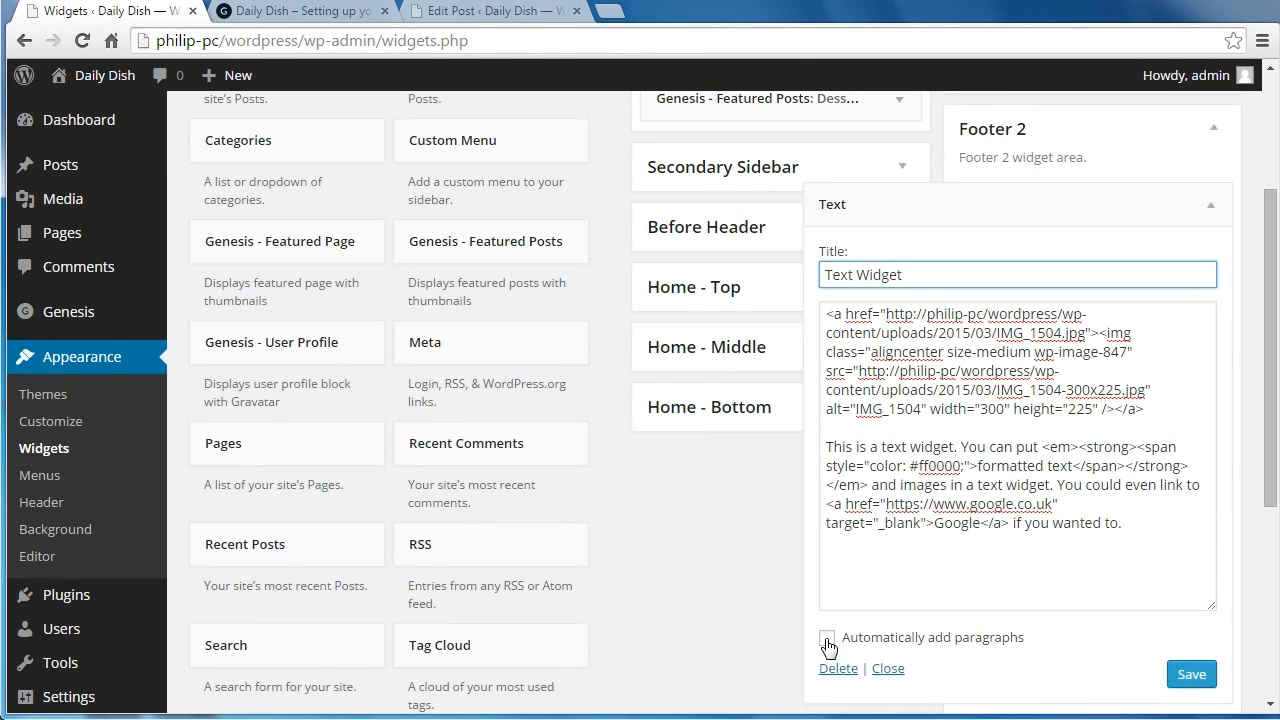 Widgets ‹ Daily Dish — W
Daily Dish – Setting up yo
Edit Post ‹ Daily Dish — W
philip-pc/wordpress/wp-admin/widgets.php
Daily Dish
0
New
Howdy, admin
Dashboard
Posts
Media
Pages
Comments
Genesis
Appearance
Themes
Customize
Widgets
Menus
Header
Background
Editor
Plugins
Users
Tools
Settings
site's Posts.
Posts.
Categories
Custom Menu
A list or dropdown of
categories.
Add a custom menu to your
sidebar.
Genesis - Featured Page
Genesis - Featured Posts
Displays featured page with
thumbnails
Displays featured posts with
thumbnails
Genesis - User Profile
Meta
Displays user profile block
with Gravatar
Login, RSS, & WordPress.org
links.
Pages
Recent Comments
A list of your site's Pages.
Your site's most recent
comments.
Recent Posts
RSS
Your site's most recent Posts.
Entries from any RSS or Atom
feed.
Search
Tag Cloud
A search form for your site.
A cloud of your most used
tags.
Genesis - Featured Posts: Dess...
Secondary Sidebar
Before Header
Home - Top
Home - Middle
Home - Bottom
Footer 2
Footer 2 widget area.
Text
Title:
Text Widget
<a href="http://philip-pc/wordpress/wp-
content/uploads/2015/03/IMG_1504.jpg"><img
class="aligncenter size-medium wp-image-847"
src="http://philip-pc/wordpress/wp-
content/uploads/2015/03/IMG_1504-300x225.jpg"
alt="IMG_1504" width="300" height="225" /></a>
This is a text widget. You can put <em><strong><span
style="color: #ff0000;">formatted text</span></strong>
</em> and images in a text widget. You could even link to
<a href="https://www.google.co.uk"
target="_blank">Google</a> if you wanted to.
Automatically add paragraphs
Delete | Close
Save